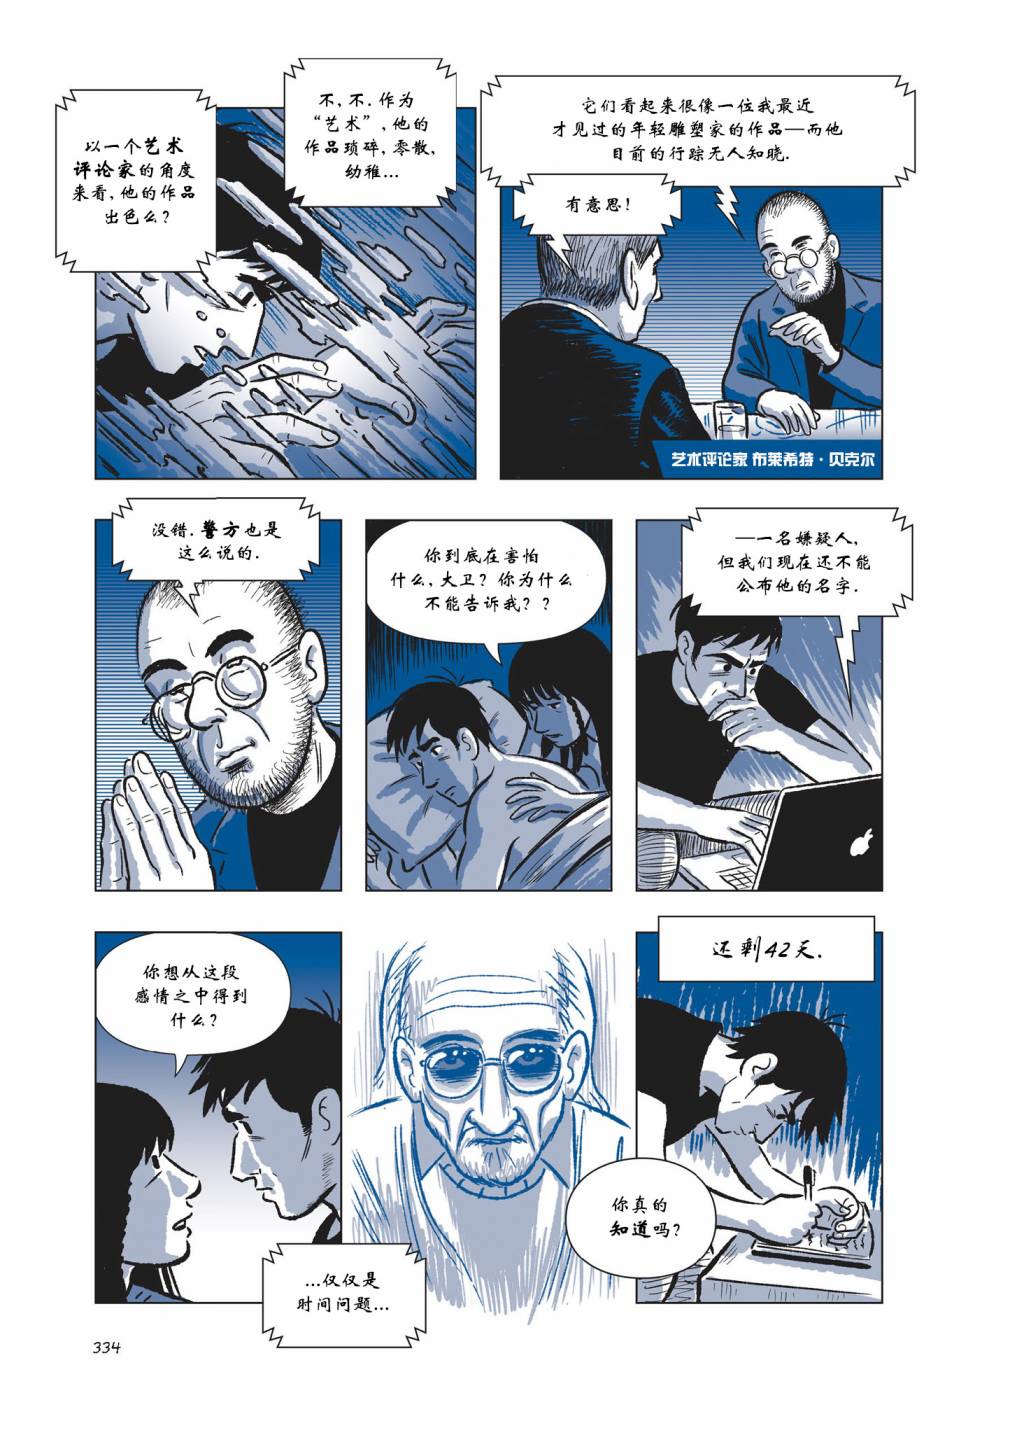 以一个艺术
评论家的角度
来看，他的作品
出色么？
不，不．作为
“艺术”，他的
作品琐碎，零散，
幼稚…
它们看起来很像一位我最近
才见过的年轻雕塑家的作品—而他
目前的行踪无人知晓．
有意思！
艺术评论家 布莱希特·贝克尔
没错．警方也是
这么说的．
你到底在害怕
什么，大卫？你为什么
不能告诉我？？
—一名嫌疑人，
但我们现在还不能
公布他的名字．
你想从这段
感情之中得到
什么？
…仅仅是
时间问题…
还剩42天．
你真的
知道吗？
334